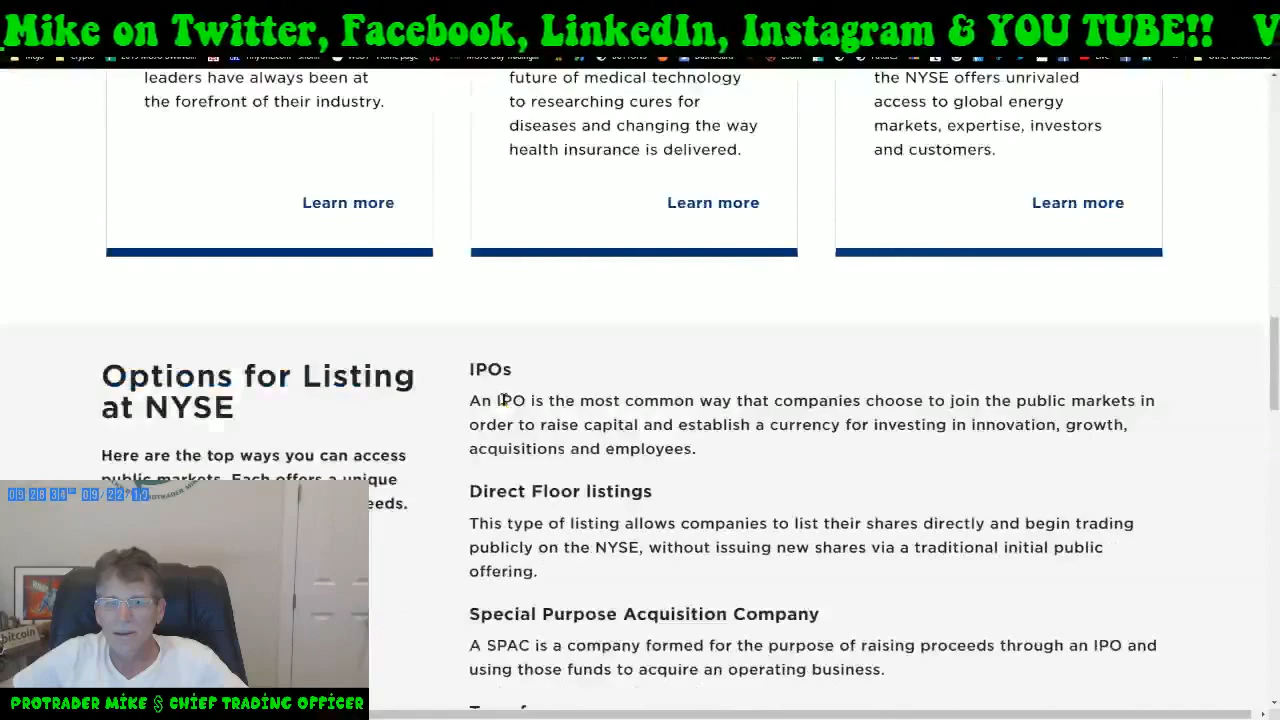 Mike on Twitter, Facebook, LinkedIn, Instagram & YOU TUBE!! V
leaders have always been at
the forefront of their industry.
Learn more
future of medical technology
to researching cures for
diseases and changing the way
health insurance is delivered.
Learn more
the NYSE offers unrivaled
access to global energy
markets, expertise, investors
and customers.
Learn more
Options for Listing
at NYSE
Here are the top ways you can access
public markets. Each offers a unique
eeds.
IPOs
An IPO is the most common way that companies choose to join the public markets in
order to raise capital and establish a currency for investing in innovation, growth,
acquisitions and employees.
Direct Floor listings
This type of listing allows companies to list their shares directly and begin trading
publicly on the NYSE, without issuing new shares via a traditional initial public
offering.
Special Purpose Acquisition Company
A SPAC is a company formed for the purpose of raising proceeds through an IPO and
using those funds to acquire an operating business.
bitcoin
PROTRADER MIKE $ CHIEF TRADING OFFICER